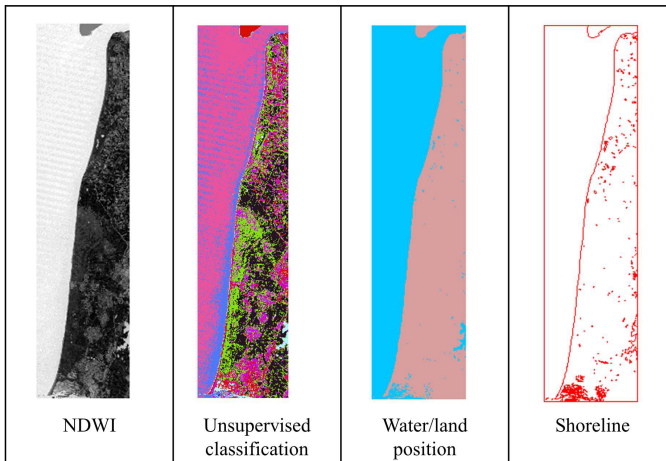 NDWI
Unsupervised
classification
Water/land
position
Shoreline